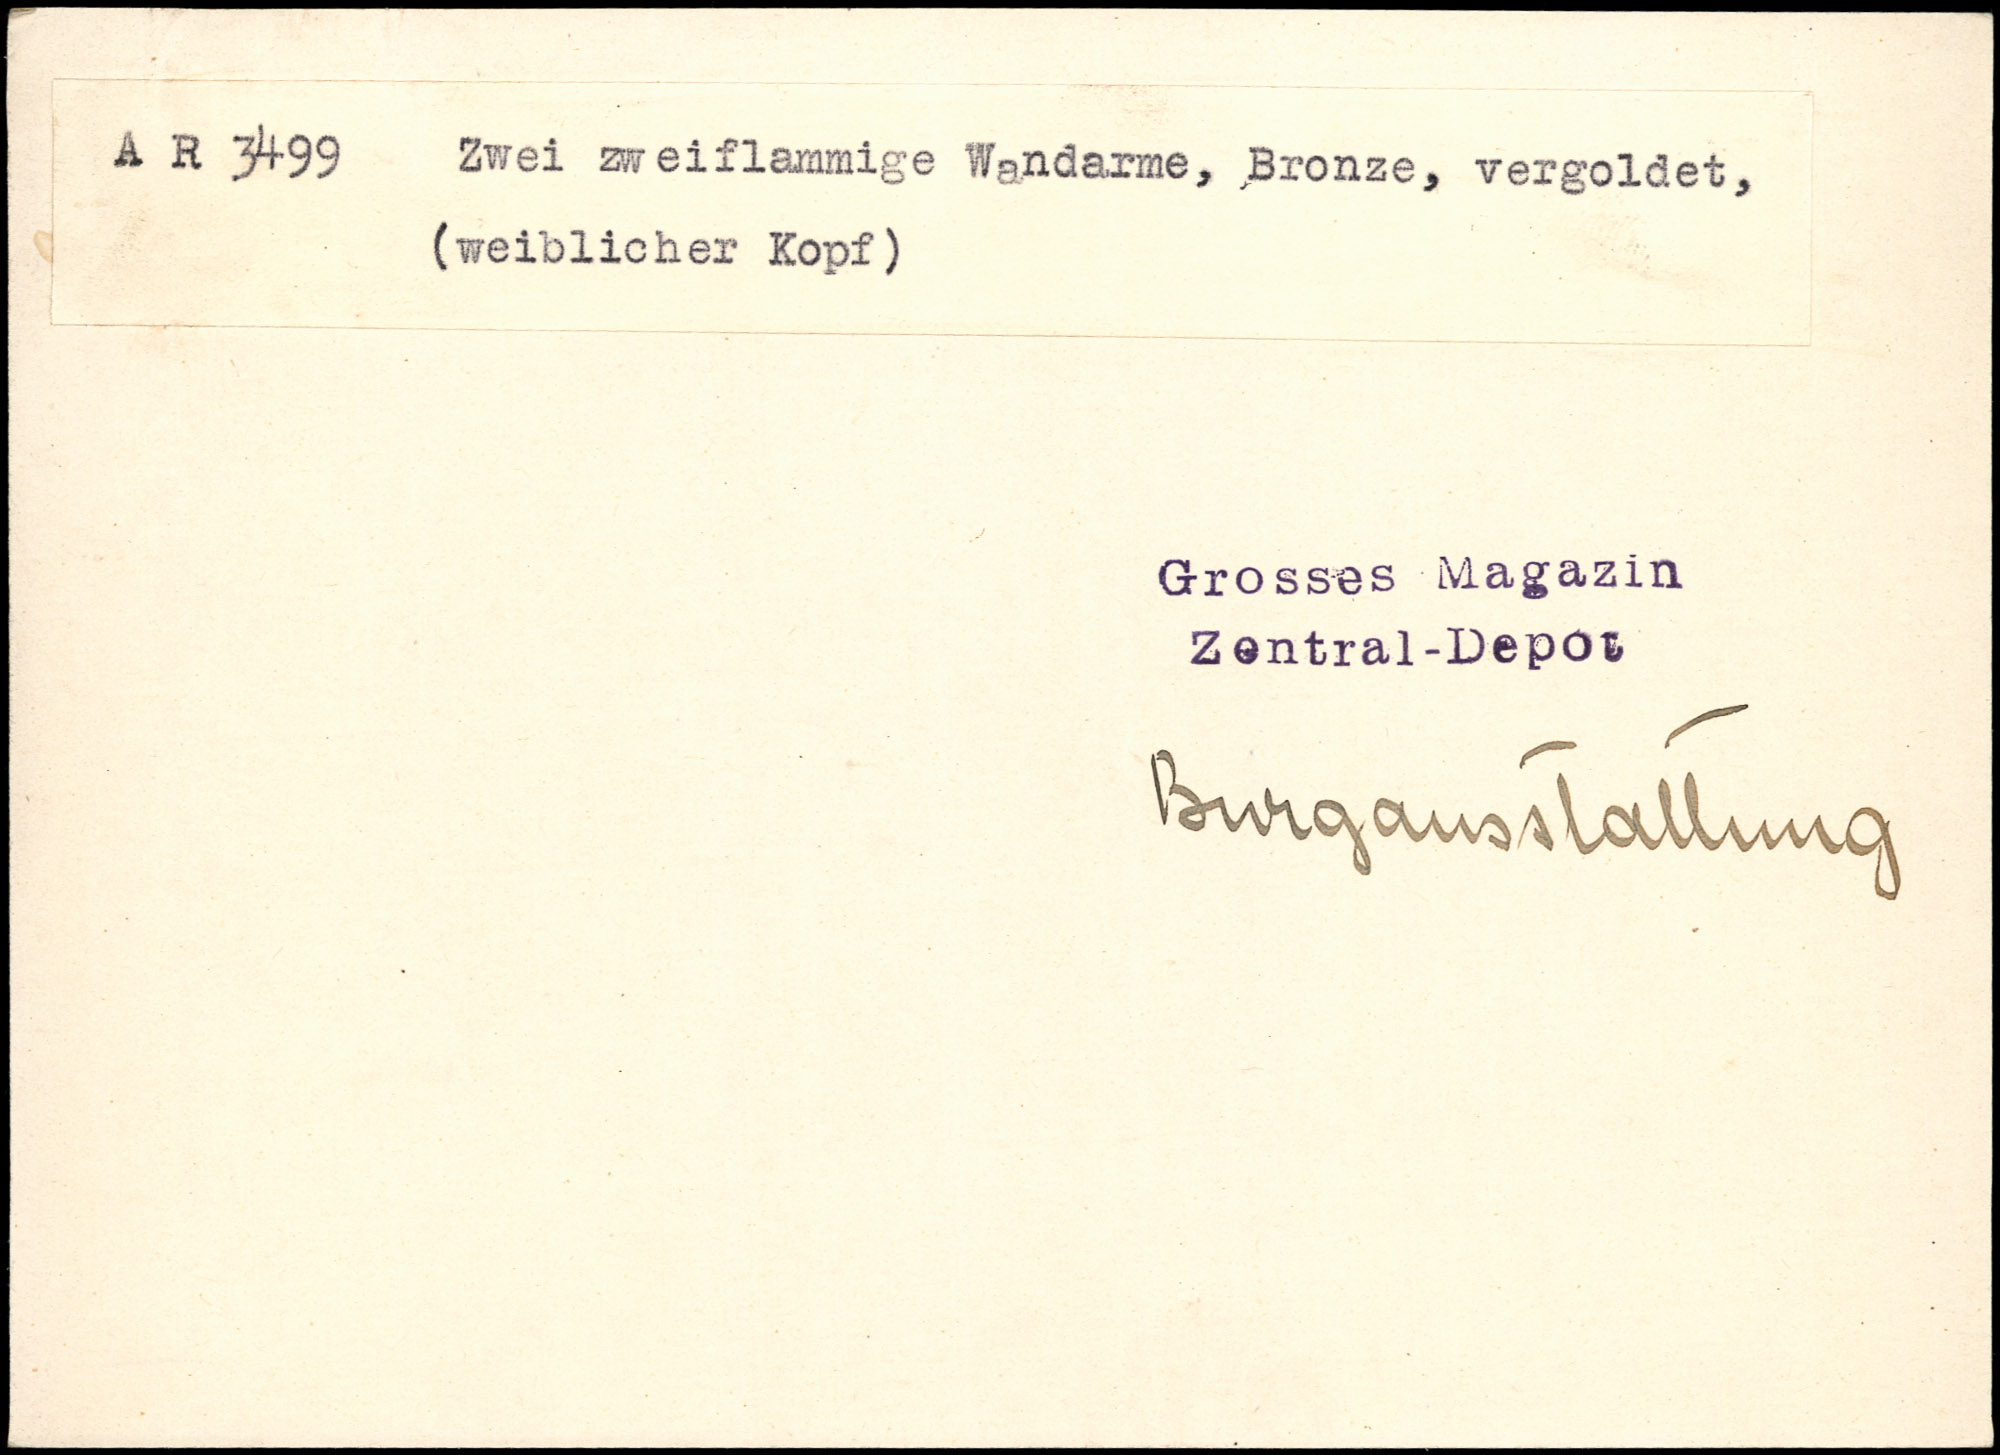 A R 3499 Zwei zweiflammige Wandarme, Bronze, vergoldet,
(weiblicher Kopf)
Grosses Magazin
Zentral-Depot
Burgausstattung